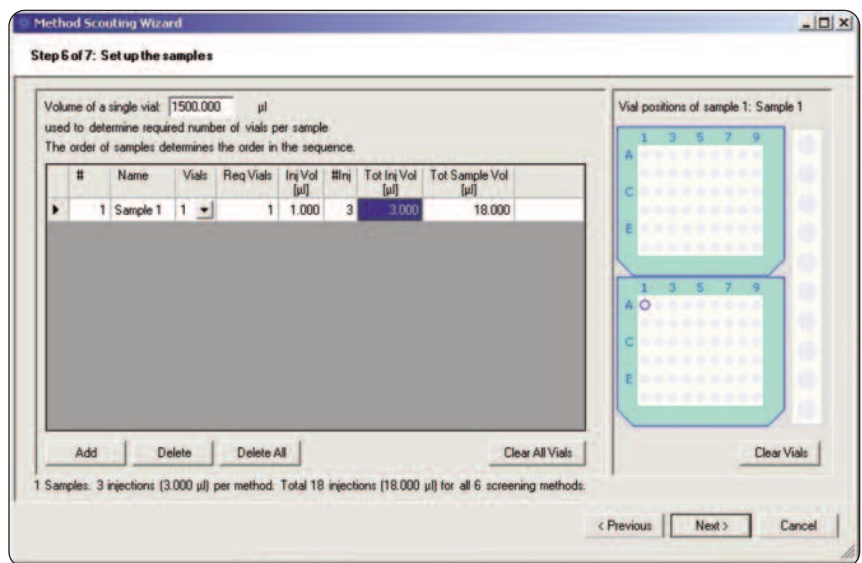 Method Scouting Wizard
Step 6 of 7: Set up the samples
Volume of a single vial: 1500.000 µl
used to determine required number of vials per sample
The order of samples determines the order in the sequence.
# Name Vials Req Vials Inj Vol [µl] #Inj Tot Inj Vol [µl] Tot Sample Vol [µl]
1 Sample 1 1 1 1.000 3 3.000 18.000
Add Delete Delete All Clear All Vials
1 Samples. 3 injections (3.000 µl) per method. Total 18 injections (18.000 µl) for all 6 screening methods.
Vial positions of sample 1: Sample 1
1 3 5 7 9
A
C
E
1 3 5 7 9
A
C
E
Clear Vials
< Previous Next > Cancel